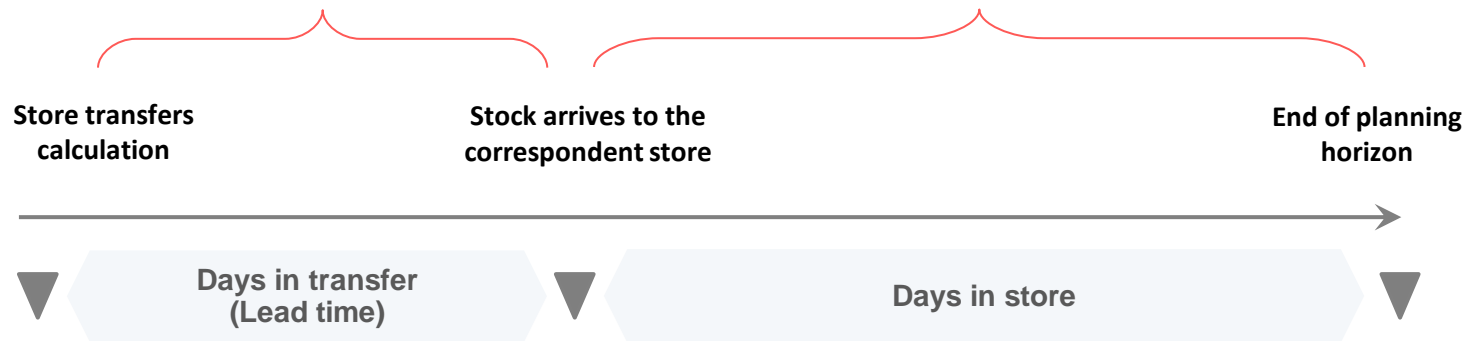 Store transfers
calculation
Stock arrives to the
correspondent store
End of planning
horizon
Days in transfer
(Lead time)
Days in store